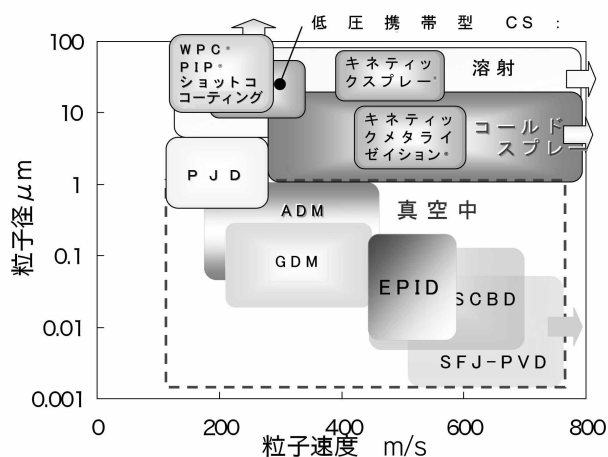 低圧携帯型 CS：
100
10
1
0.1
0.01
0.001
粒子径μm
WPC*
PIP*
ショットコ
コーティング
キネティッ
クスプレー*
溶射
キネティッ
クメタライ
ゼイション*
コールド
スプレー
PJD
ADM
真空中
GDM
EPID
SCBD
SFJ-PVD
0
200
400
600
800
粒子速度 m/s